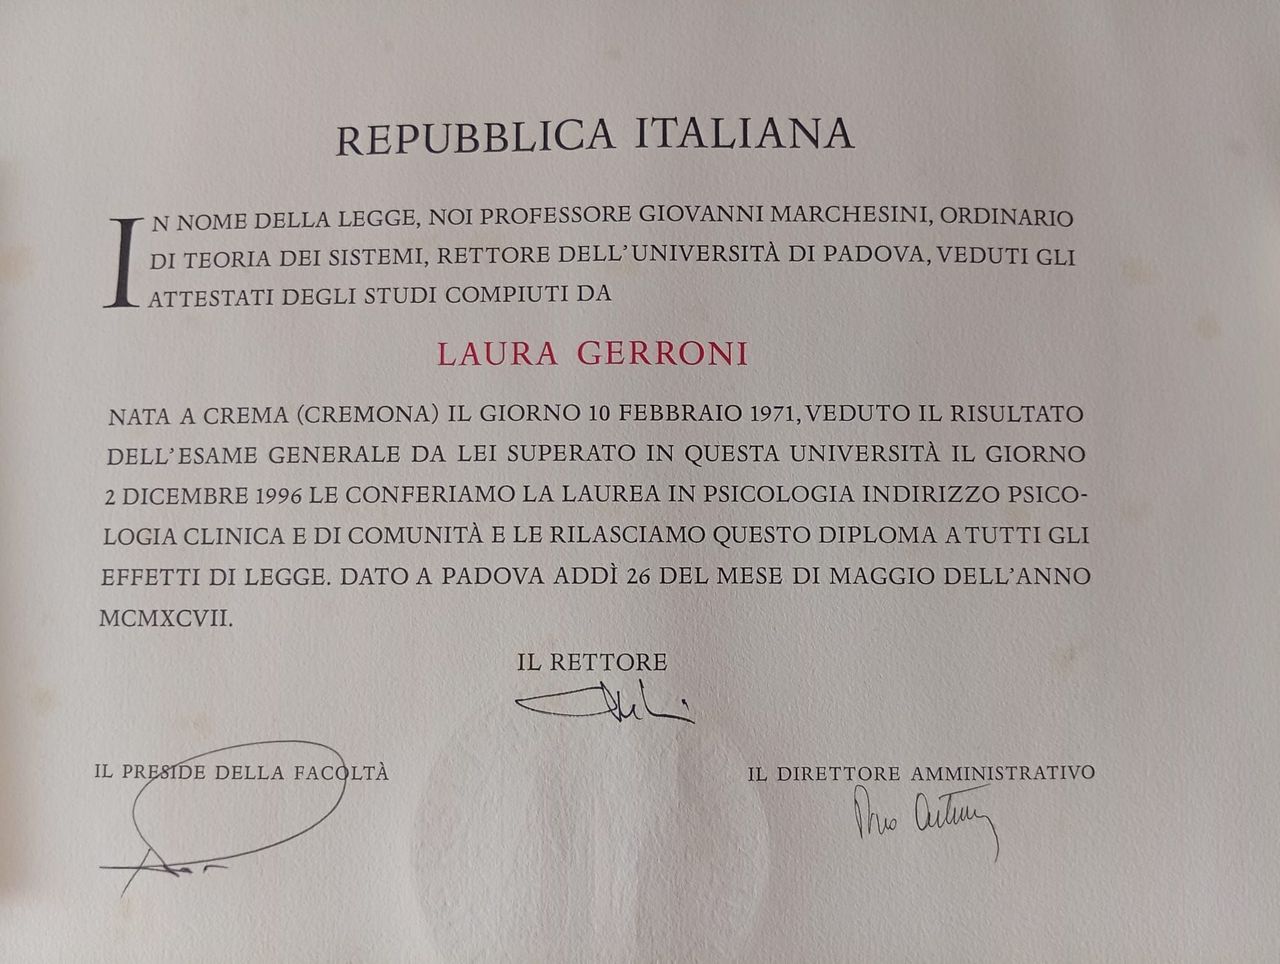 REPUBBLICA ITALIANA
IN NOME DELLA LEGGE, NOI PROFESSORE GIOVANNI MARCHESINI, ORDINARIO
DI TEORIA DEI SISTEMI, RETTORE DELL'UNIVERSITÀ DI PADOVA, VEDUTI GLI
ATTESTATI DEGLI STUDI COMPIUTI DA
LAURA GERRONI
NATA A CREMA (CREMONA) IL GIORNO 10 FEBBRAIO 1971, VEDUTO IL RISULTATO
DELL'ESAME GENERALE DA LEI SUPERATO IN QUESTA UNIVERSITÀ IL GIORNO
2 DICEMBRE 1996 LE CONFERIAMO LA LAUREA IN PSICOLOGIA INDIRIZZO PSICO-
LOGIA CLINICA E DI COMUNITÀ E LE RILASCIAMO QUESTO DIPLOMA A TUTTI GLI
EFFETTI DI LEGGE. DATO A PADOVA ADDÌ 26 DEL MESE DI MAGGIO DELL'ANNO
MCMXCVII.
IL RETTORE
IL PRESIDE DELLA FACOLTÀ
IL DIRETTORE AMMINISTRATIVO